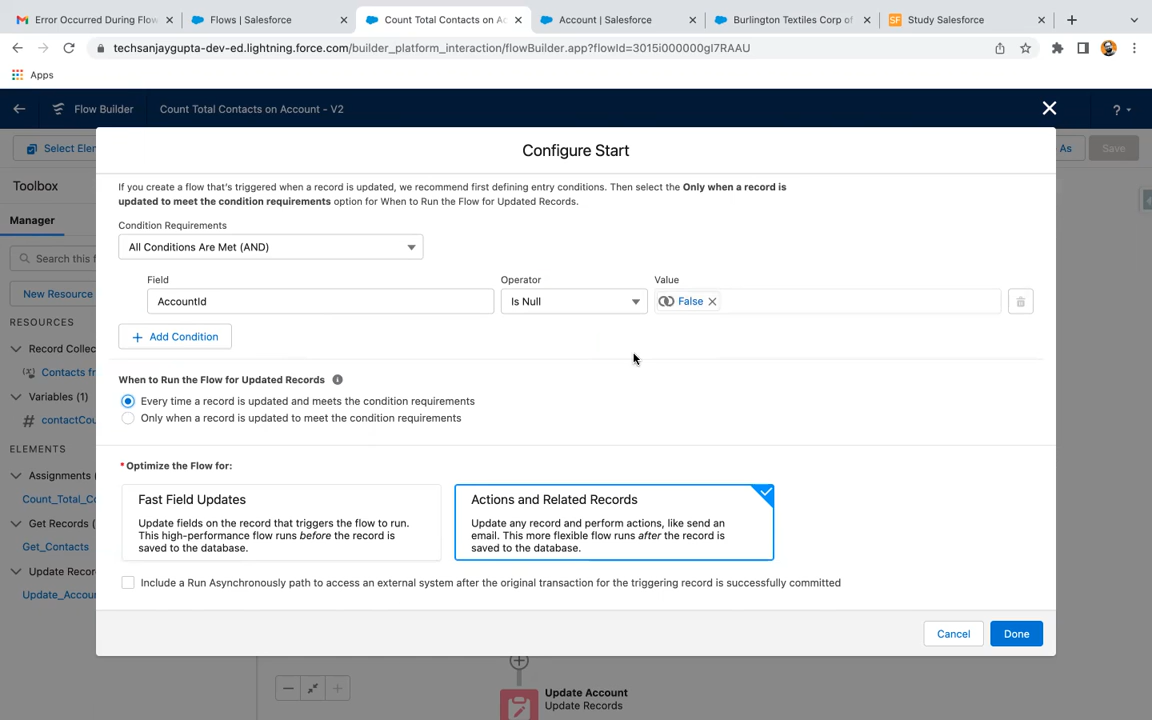 Error Occurred During Flow
Flows | Salesforce
Count Total Contacts on Ac
Account | Salesforce
Burlington Textiles Corp of
SF
Study Salesforce
techsanjaygupta-dev-ed.lightning.force.com/builder_platform_interaction/flowBuilder.app?flowId=3015i000000gI7RAAU
Apps
Flow Builder
Count Total Contacts on Account - V2
?
Select Eler
As
Save
Configure Start
Toolbox
If you create a flow that's triggered when a record is updated, we recommend first defining entry conditions. Then select the Only when a record is
updated to meet the condition requirements option for When to Run the Flow for Updated Records.
Manager
Condition Requirements
All Conditions Are Met (AND)
Search this f
Field
Operator
Value
New Resource
AccountId
Is Null
False
RESOURCES
Add Condition
Record Collec
Contacts fr
When to Run the Flow for Updated Records
Variables (1)
Every time a record is updated and meets the condition requirements
contactCou
Only when a record is updated to meet the condition requirements
ELEMENTS
* Optimize the Flow for:
Assignments (
Count_Total_Co
Fast Field Updates
Actions and Related Records
Get Records (
Update fields on the record that triggers the flow to run.
This high-performance flow runs before the record is
saved to the database.
Update any record and perform actions, like send an
email. This more flexible flow runs after the record is
saved to the database.
Get_Contacts
Update Recor
Include a Run Asynchronously path to access an external system after the original transaction for the triggering record is successfully committed
Update_Accour
Cancel
Done
Update Account
Update Records